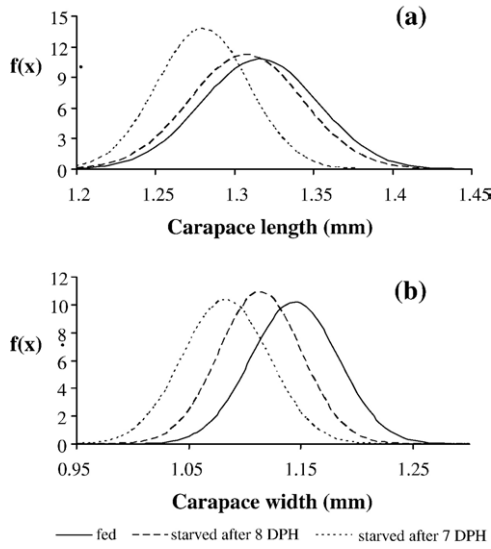 (a)
f(x)
15
12
9
6
3
0
1.2 1.25 1.3 1.35 1.4 1.45
Carapace length (mm)
(b)
f(x)
12
10
8
6
4
2
0
0.95 1.05 1.15 1.25
Carapace width (mm)
fed starved after 8 DPH starved after 7 DPH